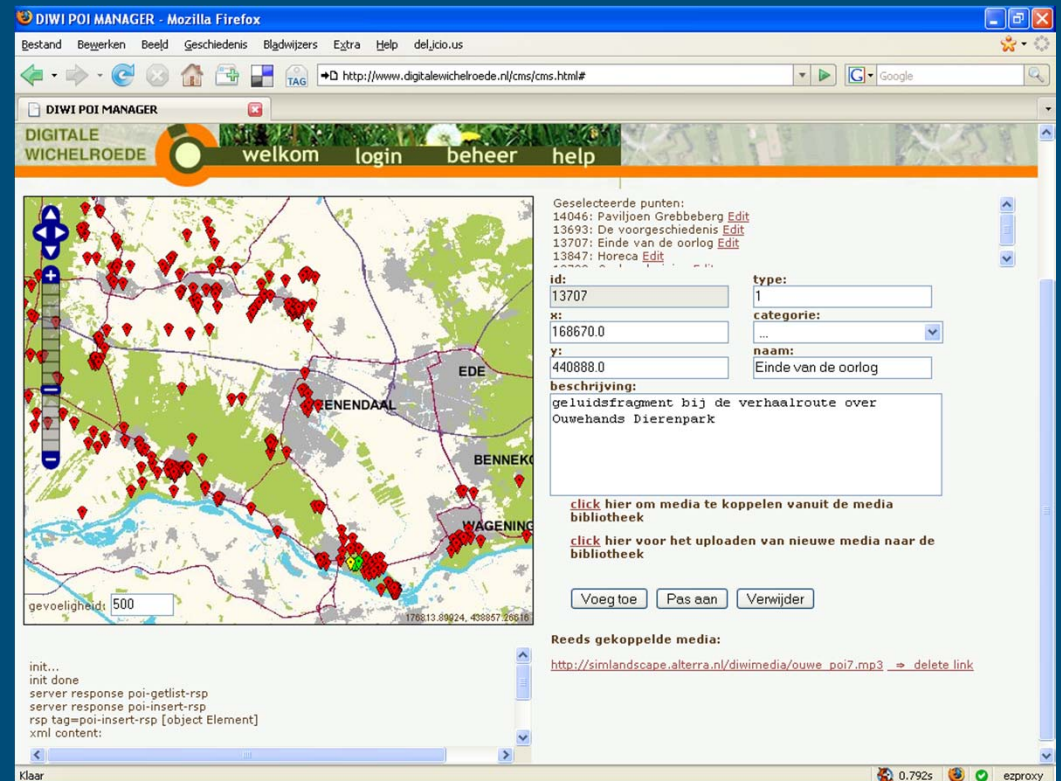 DIWI POI MANAGER - Mozilla Firefox
Bestand Bewerken Beeld Geschiedenis Bladwijzers Extra Help del.icio.us
TAG http://www.digitalewichelroede.nl/cms/cms.html# G Google
DIWI POI MANAGER
DIGITALE
WICHELROEDE
welkom login beheer help
EDE
ENENDAAL
BENNEK
WAGENING
gevoeligheid: 500
438857.26616
Geselecteerde punten:
14046: Paviljoen Grebbeberg Edit
13693: De voorgeschiedenis Edit
13707: Einde van de oorlog Edit
13847: Horeca Edit
id: type:
13707 1
x: categorie:
168670.0 ...
y: naam:
440888.0 Einde van de oorlog
beschrijving:
geluidsfragment bij de verhaalroute over
Ouwehands Dierenpark
click hier om media te koppelen vanuit de media
bibliotheek
click hier voor het uploaden van nieuwe media naar de
bibliotheek
Voeg toe Pas aan Verwijder
Reeds gekoppelde media:
http://simlandscape.alterra.nl/diwimedia/ouwe_poi7.mp3 => delete link
init...
init done
server response poi-getlist-rsp
server response poi-insert-rsp
rsp tag=poi-insert-rsp [object Element]
xml content:
Klaar 0.792s ezproxy